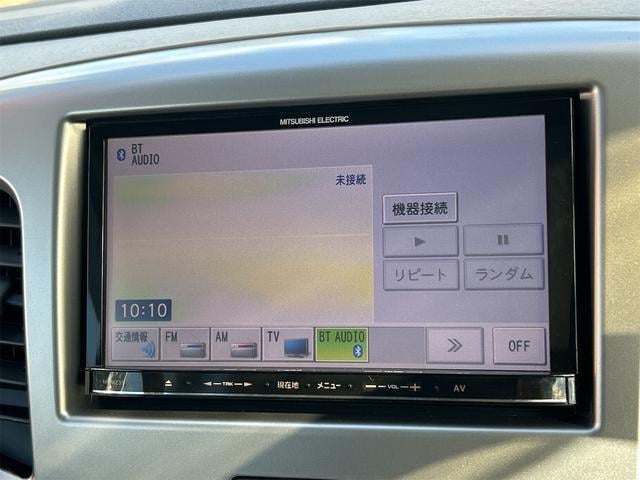 MITSUBISHI ELECTRIC
BT
AUDIO
未接続
機器接続
リピート
ランダム
10:10
交通情報
FM
AM
TV
BT AUDIO
OFF
TRK
現在地
メニュー
VOL
AV